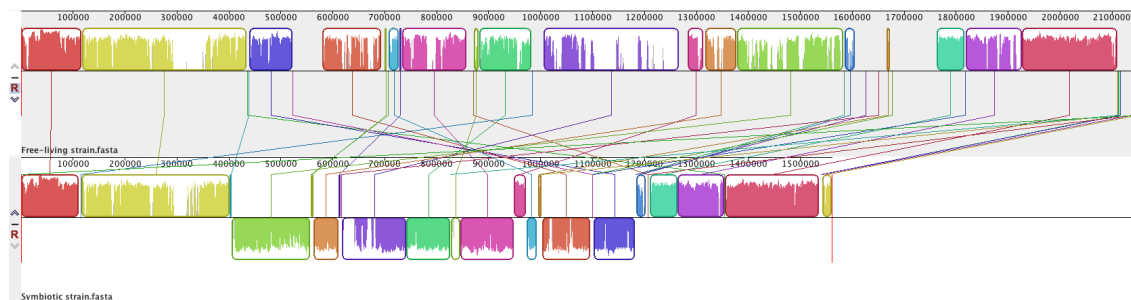 100000 200000 300000 400000 500000 600000 700000 800000 900000 1000000 1100000 1200000 1300000 1400000 1500000 1600000 1700000 1800000 1900000 2000000 2100000
R
Free-living strain.fasta
100000 200000 300000 400000 500000 600000 700000 800000 900000 1000000 1100000 1200000 1300000 1400000 1500000
R
Symbiotic strain.fasta